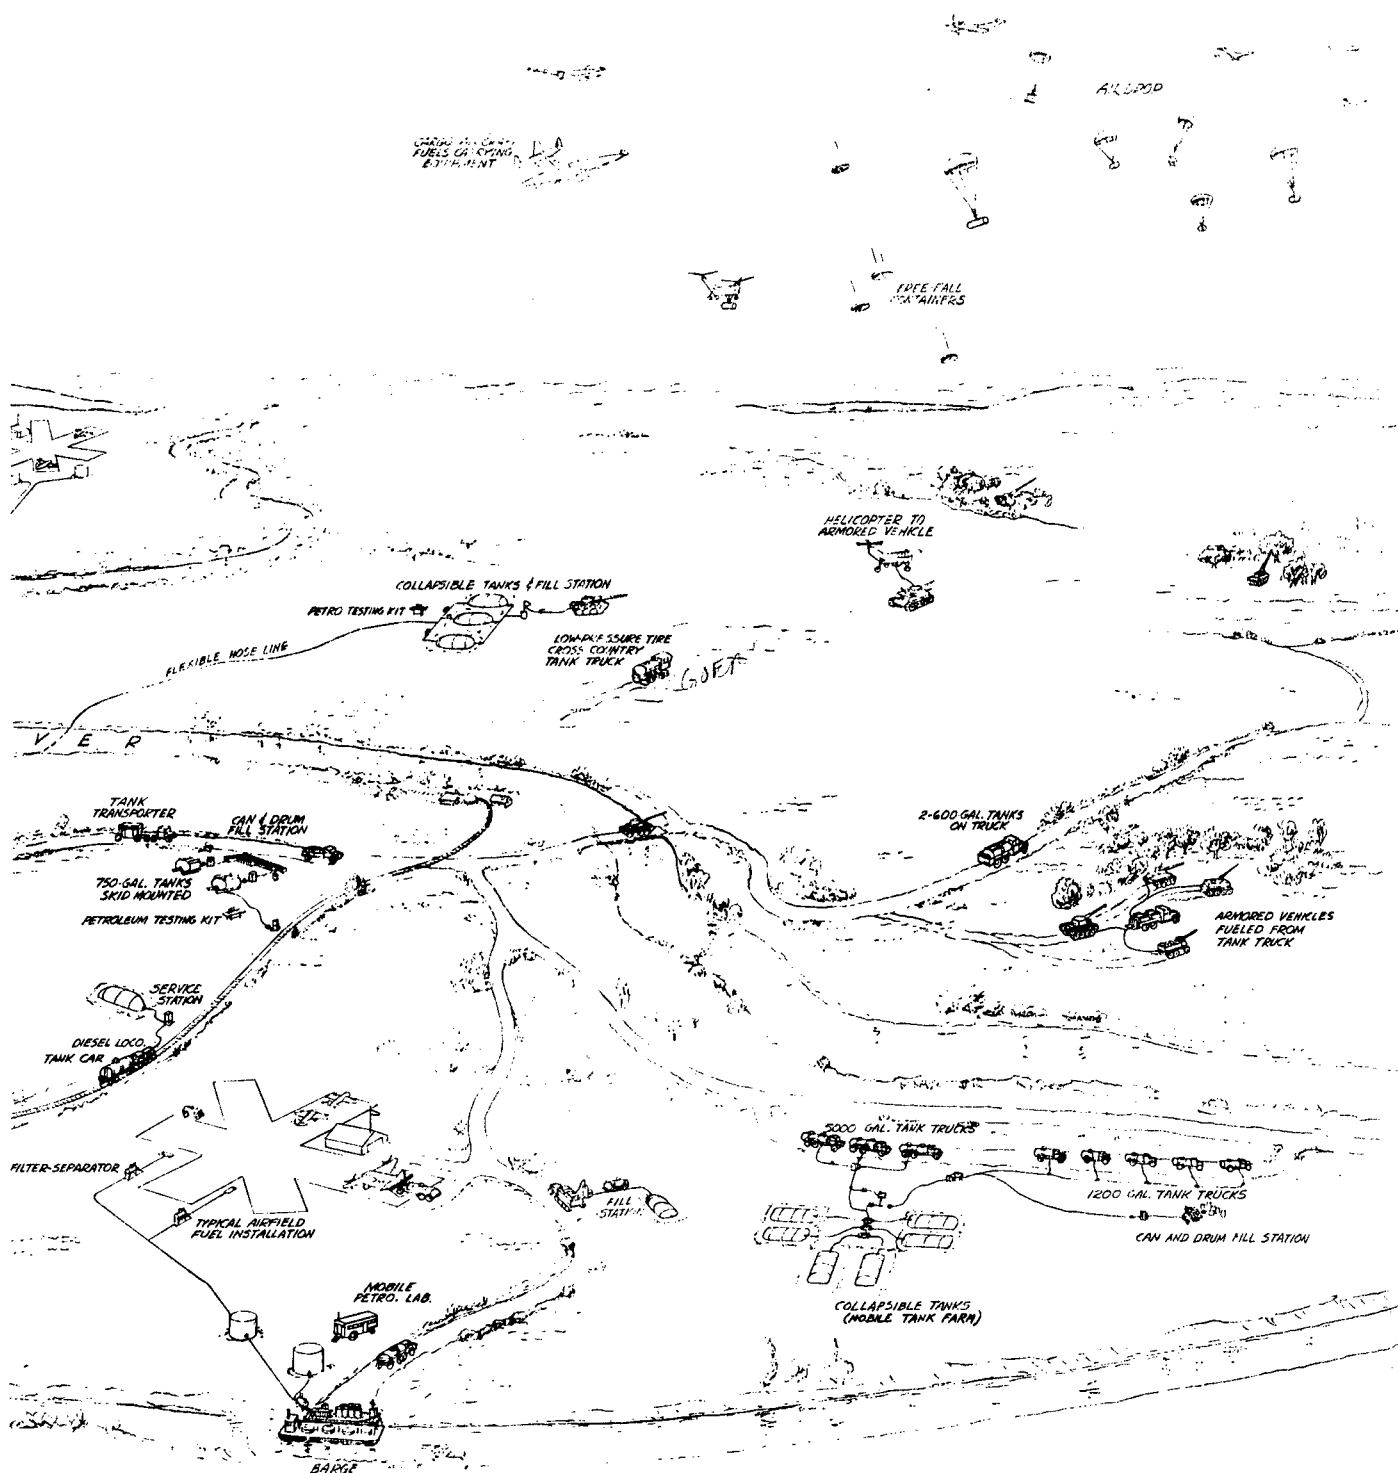 AIRDROP
CARGO AIRCRAFT
FUELS CARRYING
EQUIPMENT
FREE-FALL
CONTAINERS
HELICOPTER TO
ARMORED VEHICLE
COLLAPSIBLE TANKS & FILL STATION
PETRO TESTING KIT
LOW-PRESSURE TIRE
CROSS COUNTRY
TANK TRUCK
FLEXIBLE HOSE LINE
V E R
TANK
TRANSPORTER
CAN & DRUM
FILL STATION
2-600 GAL. TANKS
ON TRUCK
750-GAL. TANKS
SKID MOUNTED
PETROLEUM TESTING KIT
ARMORED VEHICLES
FUELED FROM
TANK TRUCK
SERVICE
STATION
DIESEL LOCO.
TANK CAR
5000 GAL. TANK TRUCKS
FILTER-SEPARATOR
1200 GAL. TANK TRUCKS
FILL
STATION
TYPICAL AIRFIELD
FUEL INSTALLATION
CAN AND DRUM FILL STATION
MOBILE
PETRO. LAB.
COLLAPSIBLE TANKS
(MOBILE TANK FARM)
BARGE